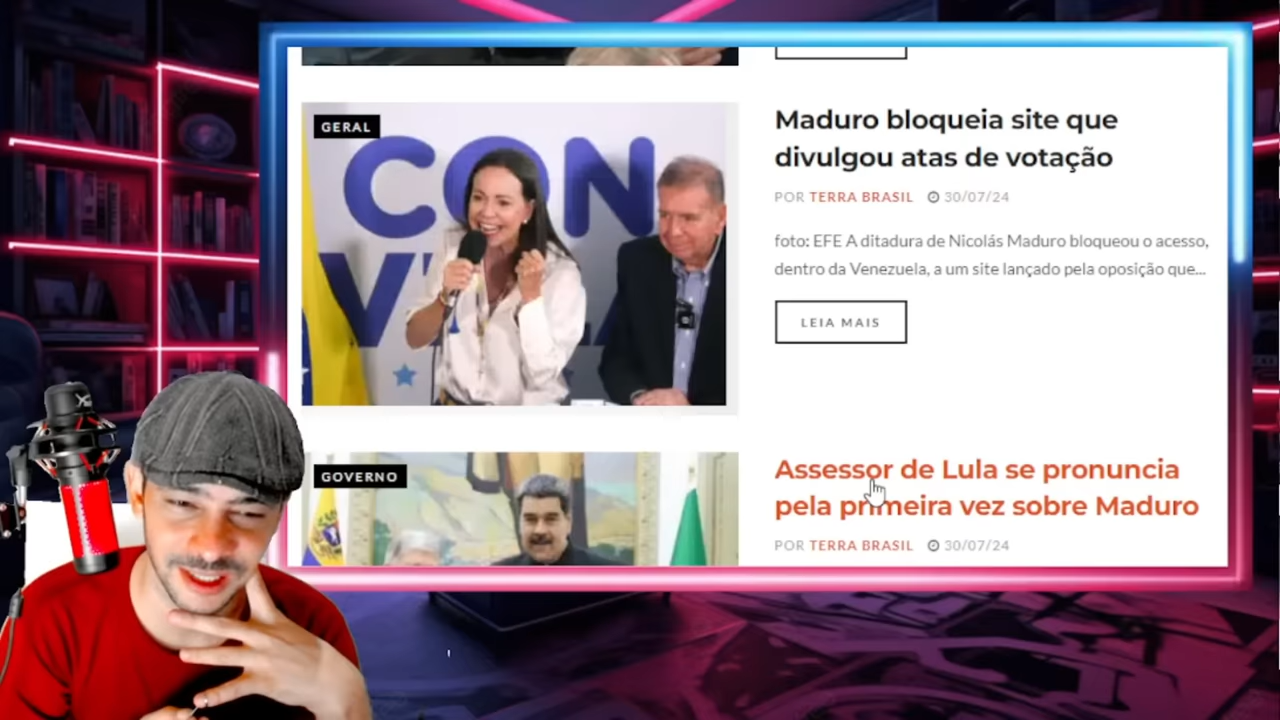 GERAL
CON
Maduro bloqueia site que
divulgou atas de votação
POR TERRA BRASIL 30/07/24
foto: EFE A ditadura de Nicolás Maduro bloqueou o acesso,
dentro da Venezuela, a um site lançado pela oposição que...
LEIA MAIS
GOVERNO
Assessor de Lula se pronuncia
pela primeira vez sobre Maduro
POR TERRA BRASIL 30/07/24